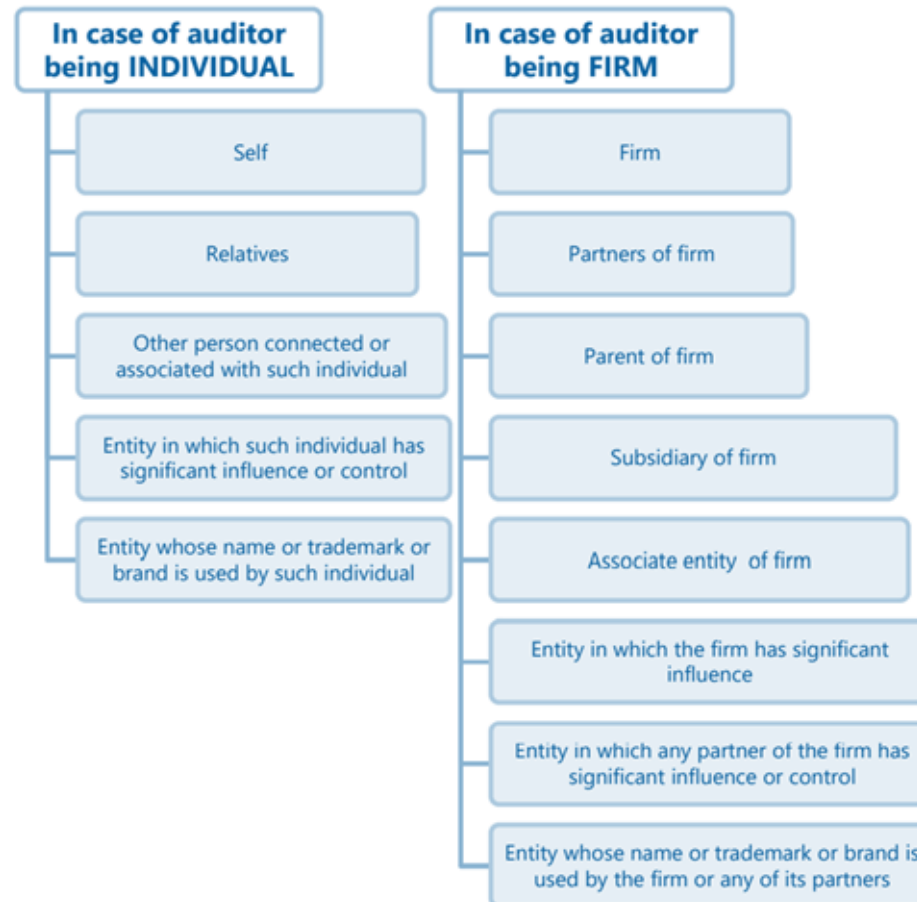 In case of auditor
being INDIVIDUAL
Self
Relatives
Other person connected or
associated with such individual
Entity in which such individual has
significant influence or control
Entity whose name or trademark or
brand is used by such individual
In case of auditor
being FIRM
Firm
Partners of firm
Parent of firm
Subsidiary of firm
Associate entity of firm
Entity in which the firm has significant
influence
Entity in which any partner of the firm has
significant influence or control
Entity whose name or trademark or brand is
used by the firm or any of its partners